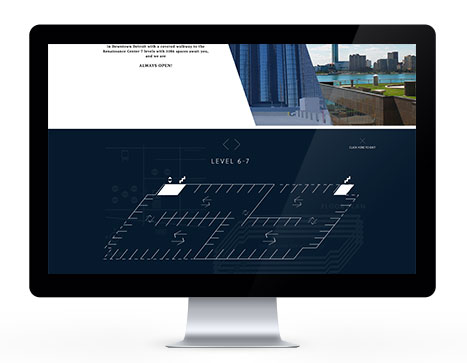 in Downtown Detroit with a covered walkway to the
Renaissance Center 7 levels with 1486 spaces await you,
and we are
ALWAYS OPEN!
LEVEL 6-7
CLICK HERE TO EXIT